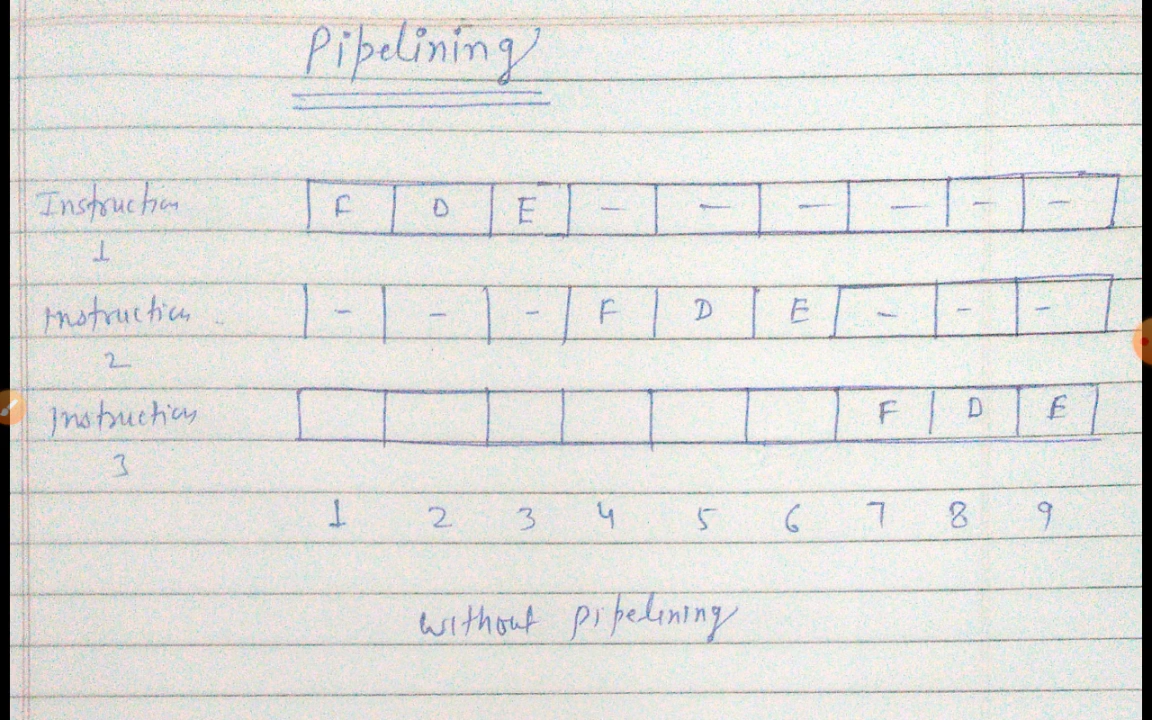 Pipelining
Instruction F D E - - - - - -
1
Instruction - - - F D E - - -
2
Instruction F D E
3
1 2 3 4 5 6 7 8 9
without pipelining